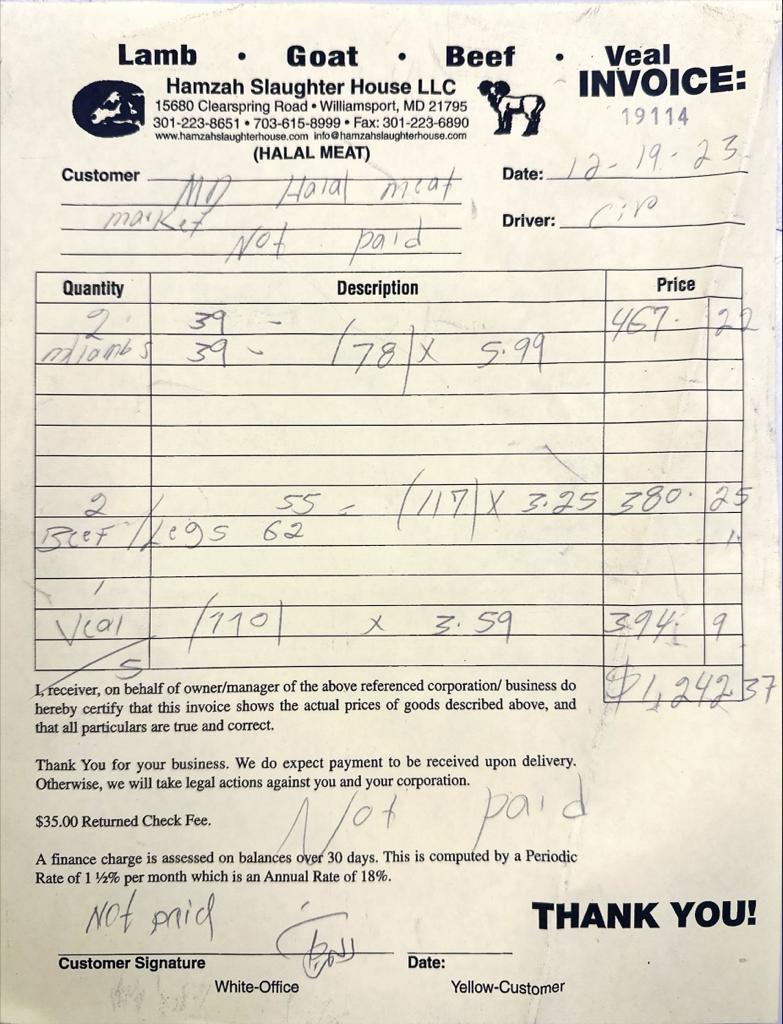 Lamb • Goat • Beef • Veal
Hamzah Slaughter House LLC
15680 Clearspring Road • Williamsport, MD 21795
301-223-8651 • 703-615-8999 • Fax: 301-223-6890
www.hamzahslaughterhouse.com info@hamzahslaughterhouse.com
(HALAL MEAT)
INVOICE:
19114
Customer MD Halal meat
market
Not paid
Date: 12-19-23
Driver:
Quantity Description Price
2 39 - 467. 22
lambs 39 - (78) X 5.99
2 55 - (117) X 3.25 380. 25
Beef / Legs 62
1
Veal (110) X 3.59 394. 9
5
$1,242 37
I, receiver, on behalf of owner/manager of the above referenced corporation/ business do
hereby certify that this invoice shows the actual prices of goods described above, and
that all particulars are true and correct.
Thank You for your business. We do expect payment to be received upon delivery.
Otherwise, we will take legal actions against you and your corporation.
Not paid
$35.00 Returned Check Fee.
A finance charge is assessed on balances over 30 days. This is computed by a Periodic
Rate of 1 ½% per month which is an Annual Rate of 18%.
Not paid
THANK YOU!
Customer Signature Date:
White-Office Yellow-Customer